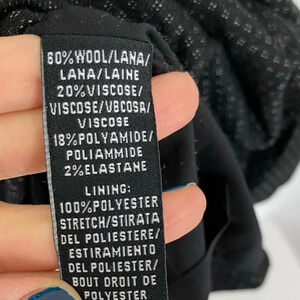 60% WOOL/LANA/
LANA/LAINE
20% VISCOSE/
VISCOSE/VBCOSA/
VISCOSE
18% POLYAMIDE/
POLIAMMIDE
2% ELASTANE
LINING:
100% POLYESTER
STRETCH/STIRATA
DEL POLIESTERE/
ESTIRAMIENTO
DEL POLIESTER/
BOUT DROIT DE
POLYESTER